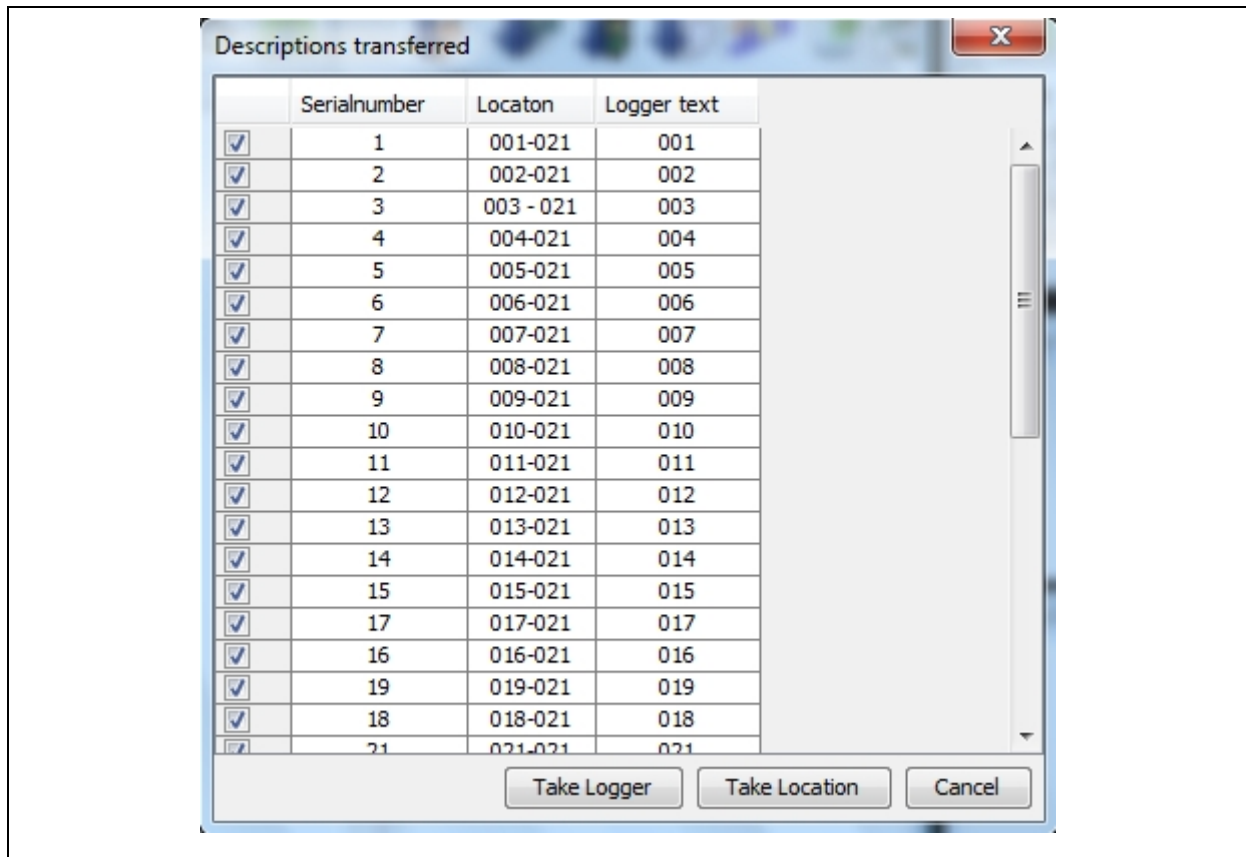 Descriptions transferred
Serialnumber Locaton Logger text
1 001-021 001
2 002-021 002
3 003 - 021 003
4 004-021 004
5 005-021 005
6 006-021 006
7 007-021 007
8 008-021 008
9 009-021 009
10 010-021 010
11 011-021 011
12 012-021 012
13 013-021 013
14 014-021 014
15 015-021 015
17 017-021 017
16 016-021 016
19 019-021 019
18 018-021 018
21 021-021 021
Take Logger Take Location Cancel